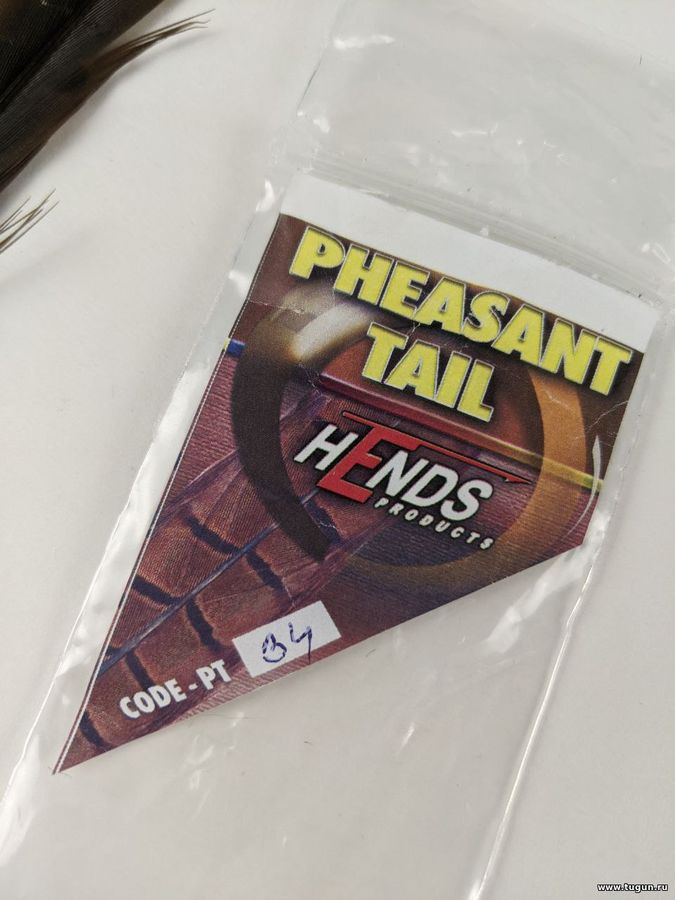 PHEASANT
TAIL
HENDS
PRODUCTS
CODE - PT 34
www.tugun.ru